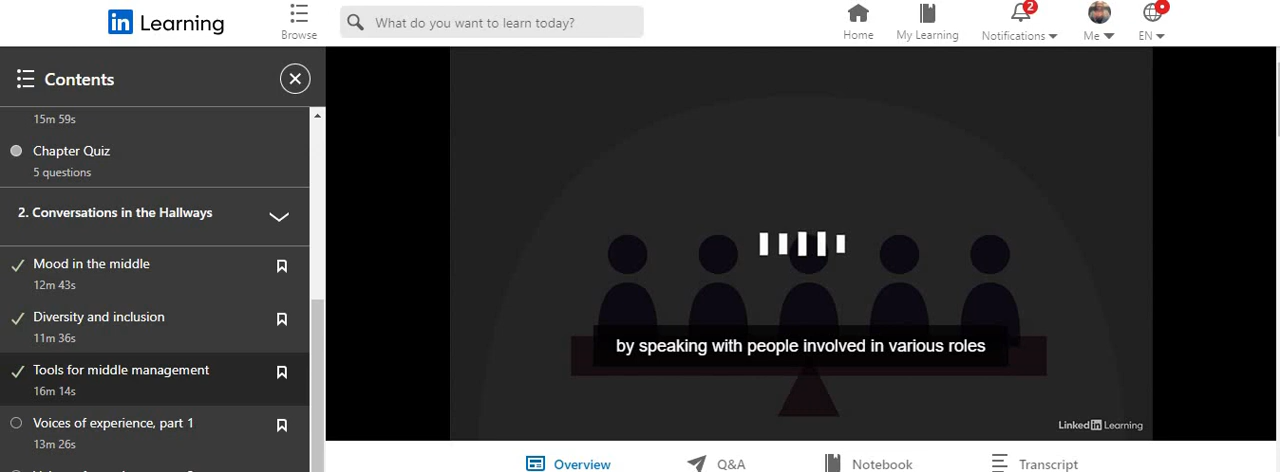 in Learning
Browse
What do you want to learn today?
Home
My Learning
2
Notifications
Me
EN
Contents
15m 59s
Chapter Quiz
5 questions
2. Conversations in the Hallways
Mood in the middle
12m 43s
Diversity and inclusion
11m 36s
Tools for middle management
16m 14s
Voices of experience, part 1
13m 26s
by speaking with people involved in various roles
Linked in Learning
Overview
Q&A
Notebook
Transcript